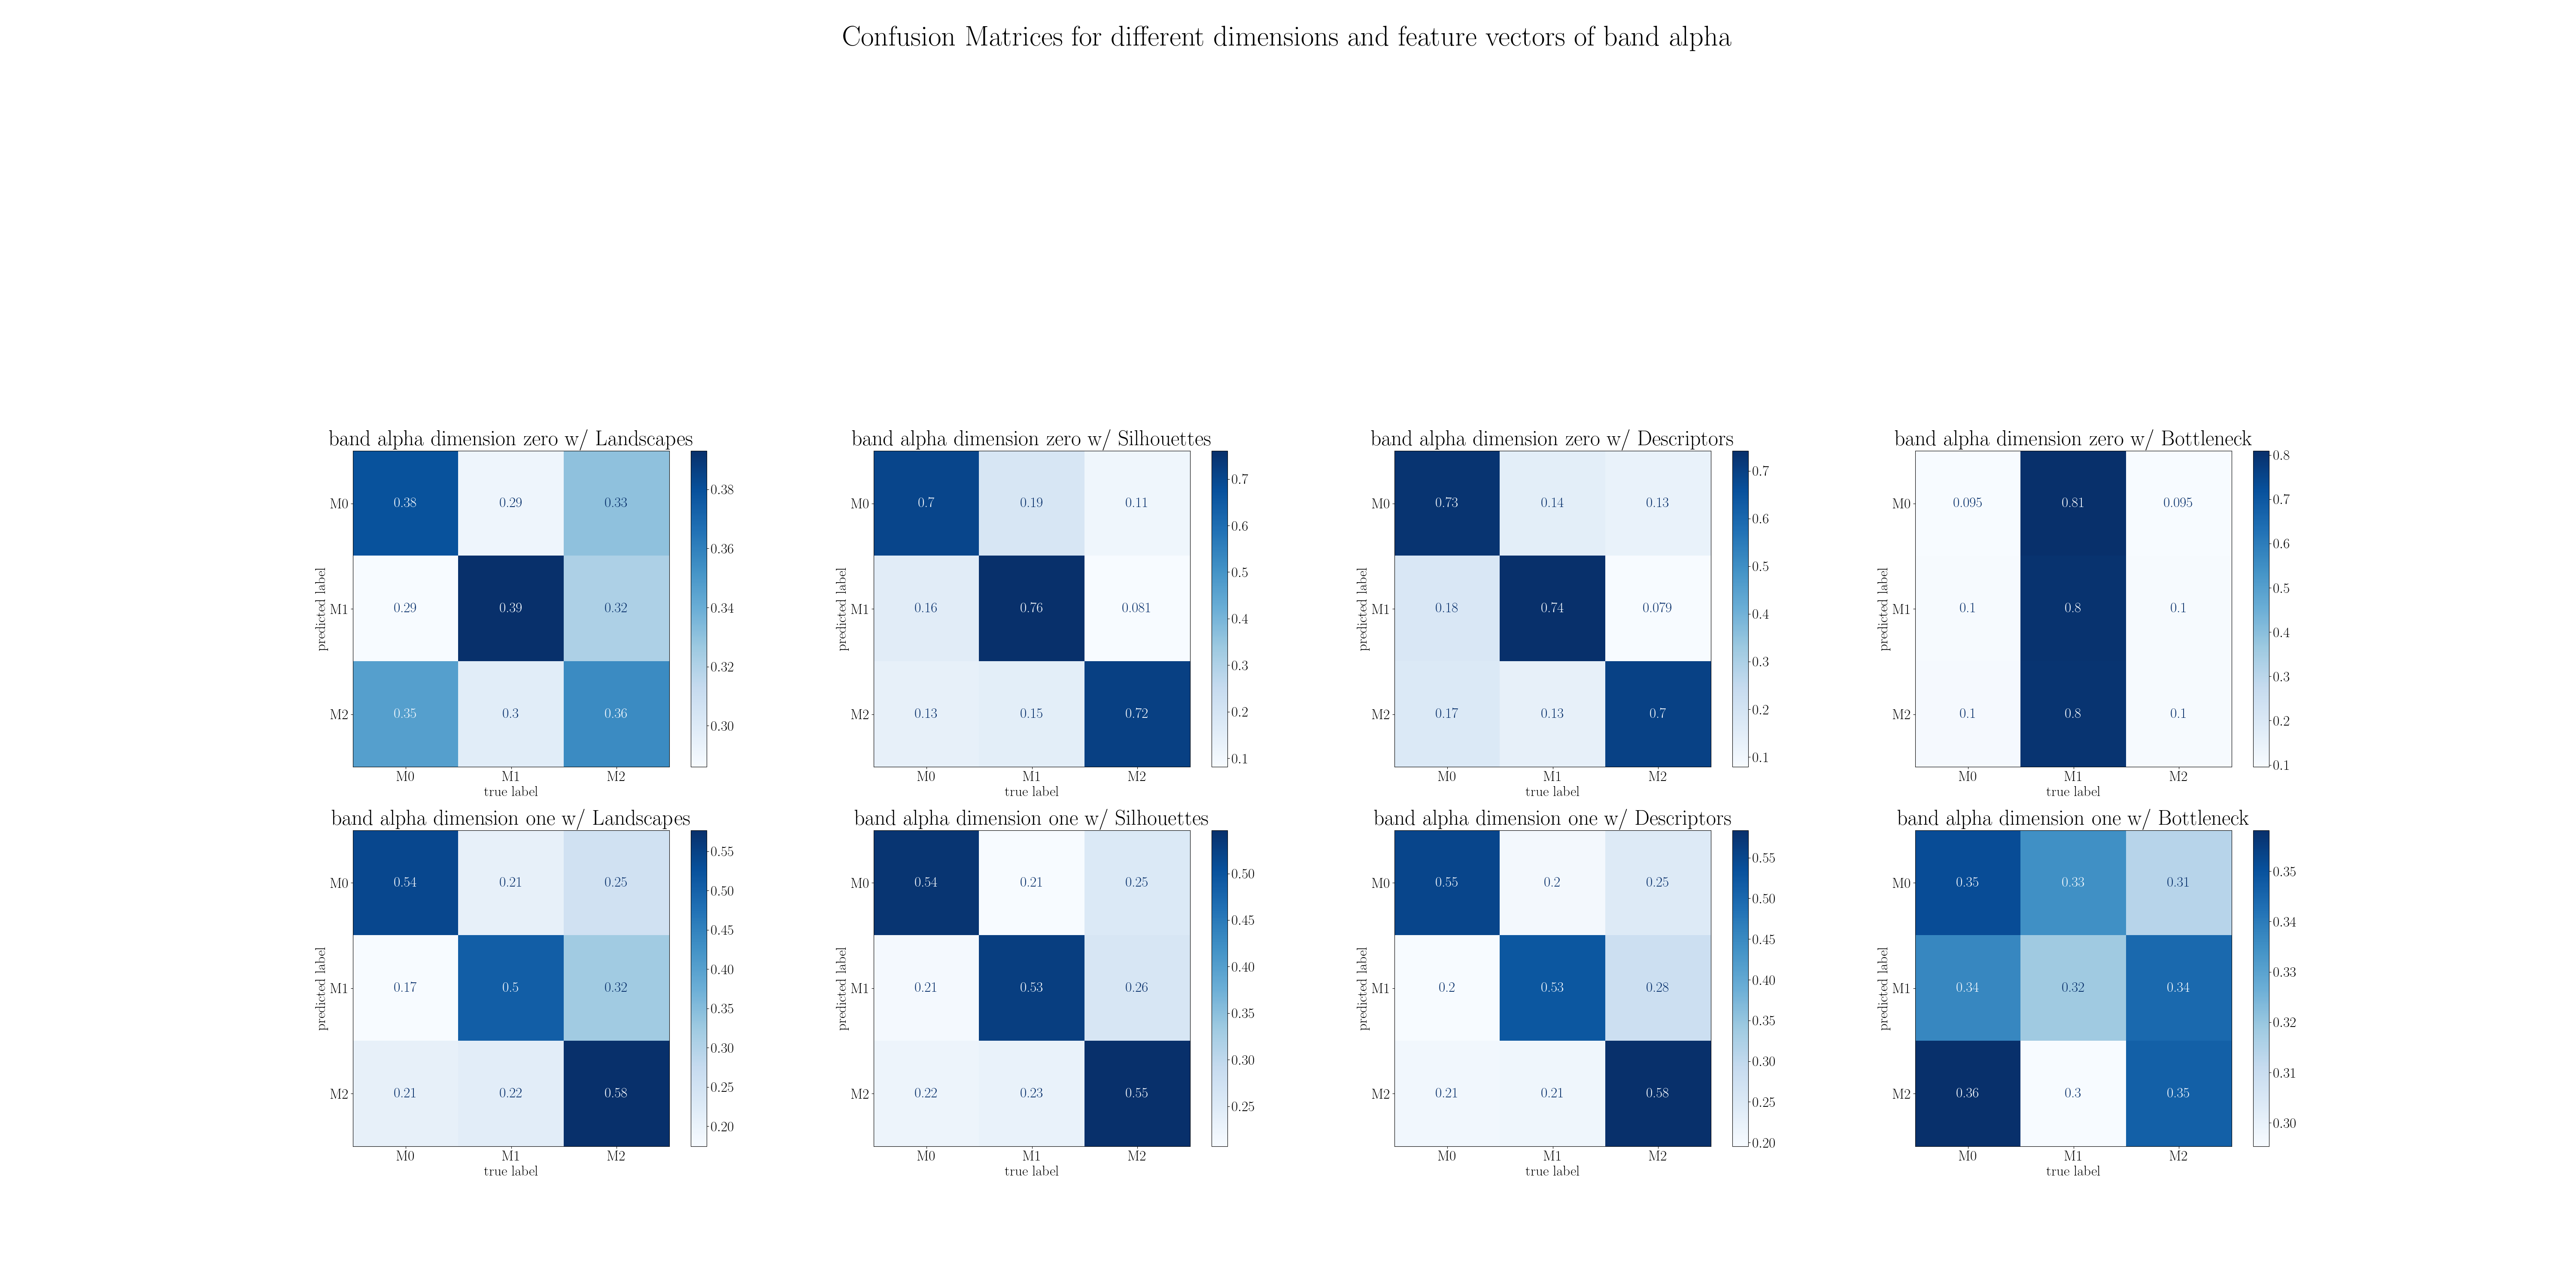 Confusion Matrices for different dimensions and feature vectors of band alpha
band alpha dimension zero w/ Landscapes
predicted label
M0 0.38 0.29 0.33
M1 0.29 0.39 0.32
M2 0.35 0.3 0.36
M0 M1 M2
true label
0.38
0.36
0.34
0.32
0.30
band alpha dimension zero w/ Silhouettes
predicted label
M0 0.7 0.19 0.11
M1 0.16 0.76 0.081
M2 0.13 0.15 0.72
M0 M1 M2
true label
0.7
0.6
0.5
0.4
0.3
0.2
0.1
band alpha dimension zero w/ Descriptors
predicted label
M0 0.73 0.14 0.13
M1 0.18 0.74 0.079
M2 0.17 0.13 0.7
M0 M1 M2
true label
0.7
0.6
0.5
0.4
0.3
0.2
0.1
band alpha dimension zero w/ Bottleneck
predicted label
M0 0.095 0.81 0.095
M1 0.1 0.8 0.1
M2 0.1 0.8 0.1
M0 M1 M2
true label
0.8
0.7
0.6
0.5
0.4
0.3
0.2
0.1
band alpha dimension one w/ Landscapes
predicted label
M0 0.54 0.21 0.25
M1 0.17 0.5 0.32
M2 0.21 0.22 0.58
M0 M1 M2
true label
0.55
0.50
0.45
0.40
0.35
0.30
0.25
0.20
band alpha dimension one w/ Silhouettes
predicted label
M0 0.54 0.21 0.25
M1 0.21 0.53 0.26
M2 0.22 0.23 0.55
M0 M1 M2
true label
0.50
0.45
0.40
0.35
0.30
0.25
band alpha dimension one w/ Descriptors
predicted label
M0 0.55 0.2 0.25
M1 0.2 0.53 0.28
M2 0.21 0.21 0.58
M0 M1 M2
true label
0.55
0.50
0.45
0.40
0.35
0.30
0.25
0.20
band alpha dimension one w/ Bottleneck
predicted label
M0 0.35 0.33 0.31
M1 0.34 0.32 0.34
M2 0.36 0.3 0.35
M0 M1 M2
true label
0.35
0.34
0.33
0.32
0.31
0.30